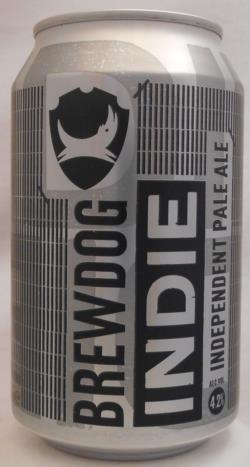 BREWDOG
INDIE
INDEPENDENT PALE ALE
ALC. VOL.
4.2%